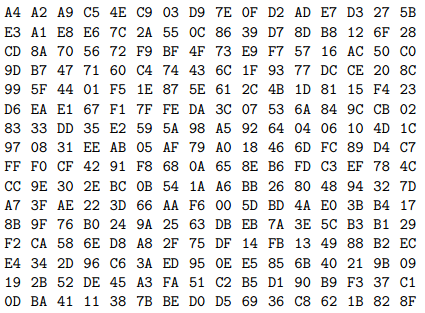 A4 A2 A9 C5 4E C9 03 D9 7E 0F D2 AD E7 D3 27 5B
E3 A1 E8 E6 7C 2A 55 0C 86 39 D7 8D B8 12 6F 28
CD 8A 70 56 72 F9 BF 4F 73 E9 F7 57 16 AC 50 C0
9D B7 47 71 60 C4 74 43 6C 1F 93 77 DC CE 20 8C
99 5F 44 01 F5 1E 87 5E 61 2C 4B 1D 81 15 F4 23
D6 EA E1 67 F1 7F FE DA 3C 07 53 6A 84 9C CB 02
83 33 DD 35 E2 59 5A 98 A5 92 64 04 06 10 4D 1C
97 08 31 EE AB 05 AF 79 A0 18 46 6D FC 89 D4 C7
FF F0 CF 42 91 F8 68 0A 65 8E B6 FD C3 EF 78 4C
CC 9E 30 2E BC 0B 54 1A A6 BB 26 80 48 94 32 7D
A7 3F AE 22 3D 66 AA F6 00 5D BD 4A E0 3B B4 17
8B 9F 76 B0 24 9A 25 63 DB EB 7A 3E 5C B3 B1 29
F2 CA 58 6E D8 A8 2F 75 DF 14 FB 13 49 88 B2 EC
E4 34 2D 96 C6 3A ED 95 0E E5 85 6B 40 21 9B 09
19 2B 52 DE 45 A3 FA 51 C2 B5 D1 90 B9 F3 37 C1
0D BA 41 11 38 7B BE D0 D5 69 36 C8 62 1B 82 8F